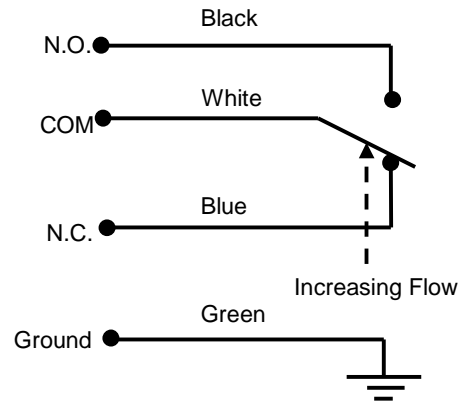 Black
N.O.
White
COM
Blue
N.C.
Increasing Flow
Green
Ground